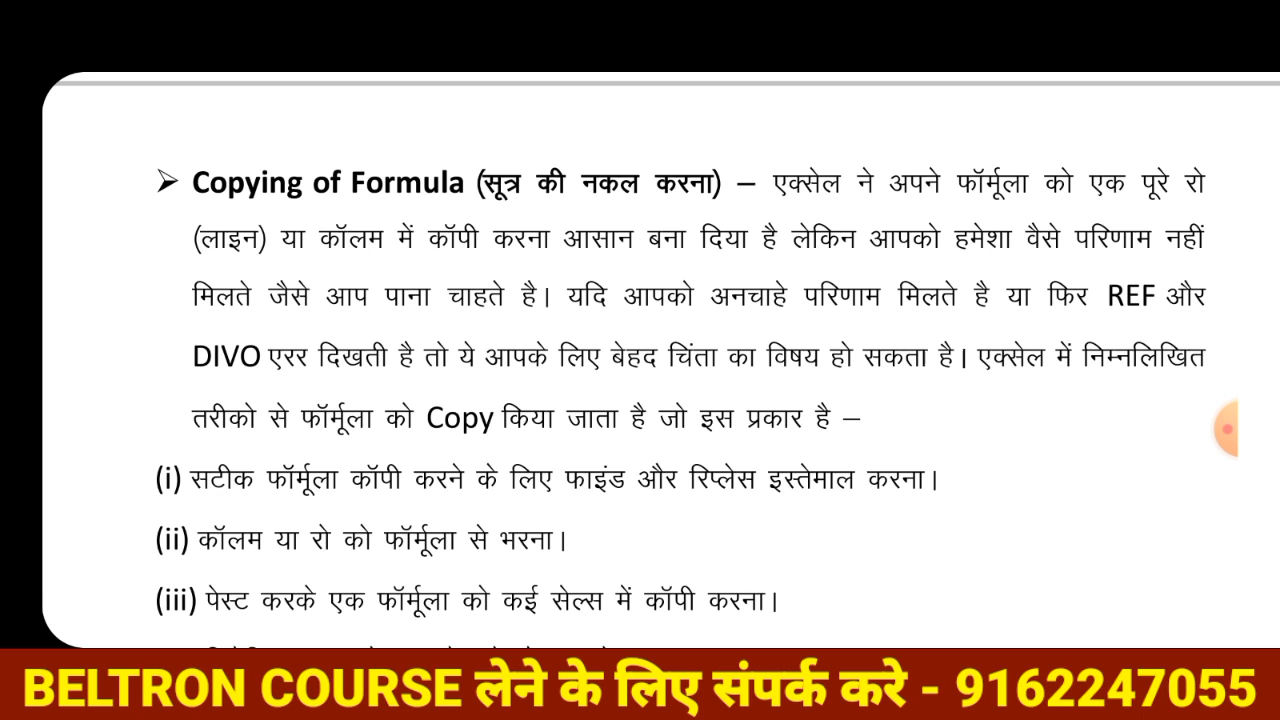 ➢ Copying of Formula (सूत्र की नकल करना) – एक्सेल ने अपने फॉर्मूला को एक पूरे रो
(लाइन) या कॉलम में कॉपी करना आसान बना दिया है लेकिन आपको हमेशा वैसे परिणाम नहीं
मिलते जैसे आप पाना चाहते है। यदि आपको अनचाहे परिणाम मिलते है या फिर REF और
DIVO एरर दिखती है तो ये आपके लिए बेहद चिंता का विषय हो सकता है। एक्सेल में निम्नलिखित
तरीको से फॉर्मूला को Copy किया जाता है जो इस प्रकार है –
(i) सटीक फॉर्मूला कॉपी करने के लिए फाइंड और रिप्लेस इस्तेमाल करना।
(ii) कॉलम या रो को फॉर्मूला से भरना।
(iii) पेस्ट करके एक फॉर्मूला को कई सेल्स में कॉपी करना।
BELTRON COURSE लेने के लिए संपर्क करे - 9162247055